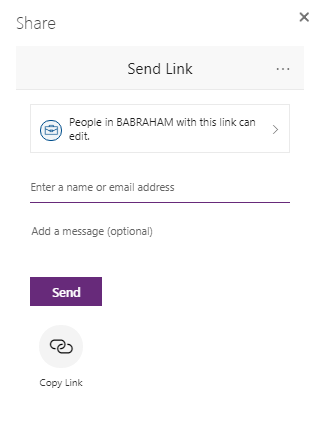 Share
Send Link
People in BABRAHAM with this link can
edit.
Enter a name or email address
Add a message (optional)
Send
Copy Link